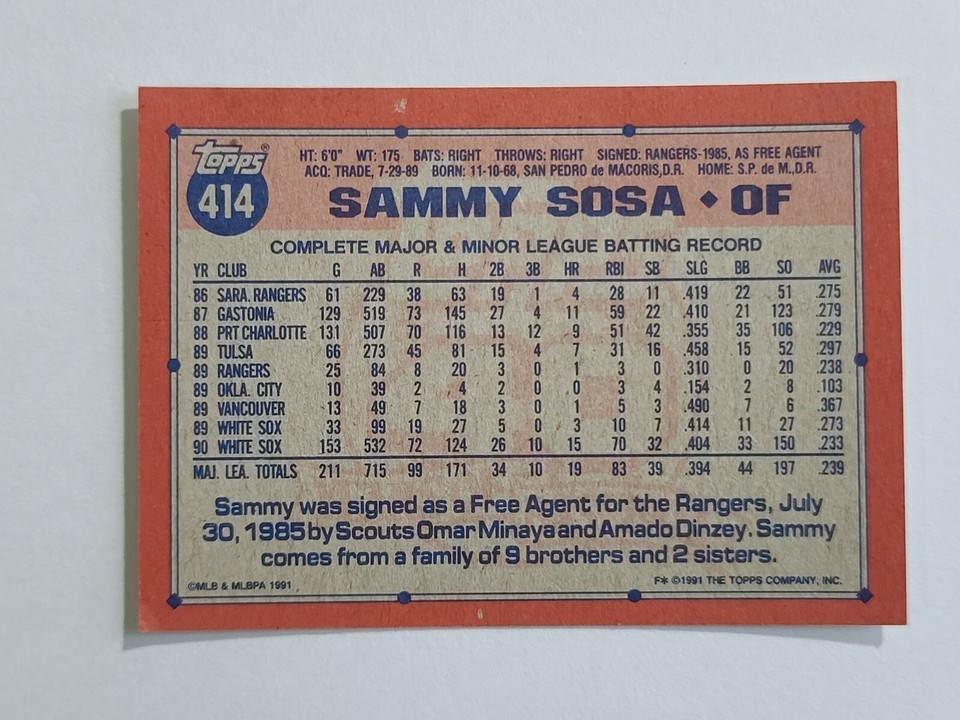 topps®
414
HT: 6'0" WT: 175 BATS: RIGHT THROWS: RIGHT SIGNED: RANGERS-1985, AS FREE AGENT
ACQ: TRADE, 7-29-89 BORN: 11-10-68, SAN PEDRO de MACORIS,D.R. HOME: S.P. de M.,D.R.
SAMMY SOSA ◆ OF
COMPLETE MAJOR & MINOR LEAGUE BATTING RECORD
YR CLUB G AB R H 2B 3B HR RBI SB SLG BB SO AVG
86 SARA. RANGERS 61 229 38 63 19 1 4 28 11 .419 22 51 .275
87 GASTONIA 129 519 73 145 27 4 11 59 22 .410 21 123 .279
88 PRT CHARLOTTE 131 507 70 116 13 12 9 51 42 .355 35 106 .229
89 TULSA 66 273 45 81 15 4 7 31 16 .458 15 52 .297
89 RANGERS 25 84 8 20 3 0 1 3 0 .310 0 20 .238
89 OKLA. CITY 10 39 2 4 2 0 0 3 4 .154 2 8 .103
89 VANCOUVER 13 49 7 18 3 0 1 5 3 .490 7 6 .367
89 WHITE SOX 33 99 19 27 5 0 3 10 7 .414 11 27 .273
90 WHITE SOX 153 532 72 124 26 10 15 70 32 .404 33 150 .233
MAJ. LEA. TOTALS 211 715 99 171 34 10 19 83 39 .394 44 197 .239
Sammy was signed as a Free Agent for the Rangers, July
30, 1985 by Scouts Omar Minaya and Amado Dinzey. Sammy
comes from a family of 9 brothers and 2 sisters.
©MLB & MLBPA 1991
F* ©1991 THE TOPPS COMPANY, INC.